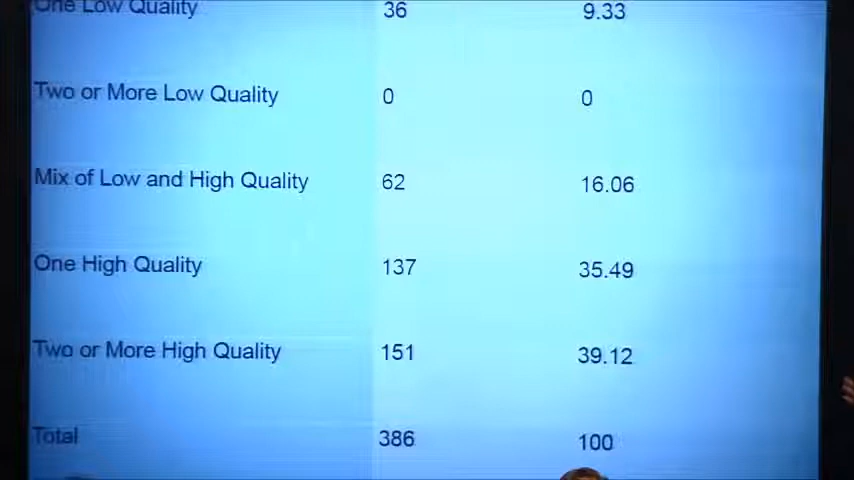 One Low Quality 36 9.33
Two or More Low Quality 0 0
Mix of Low and High Quality 62 16.06
One High Quality 137 35.49
Two or More High Quality 151 39.12
Total 386 100